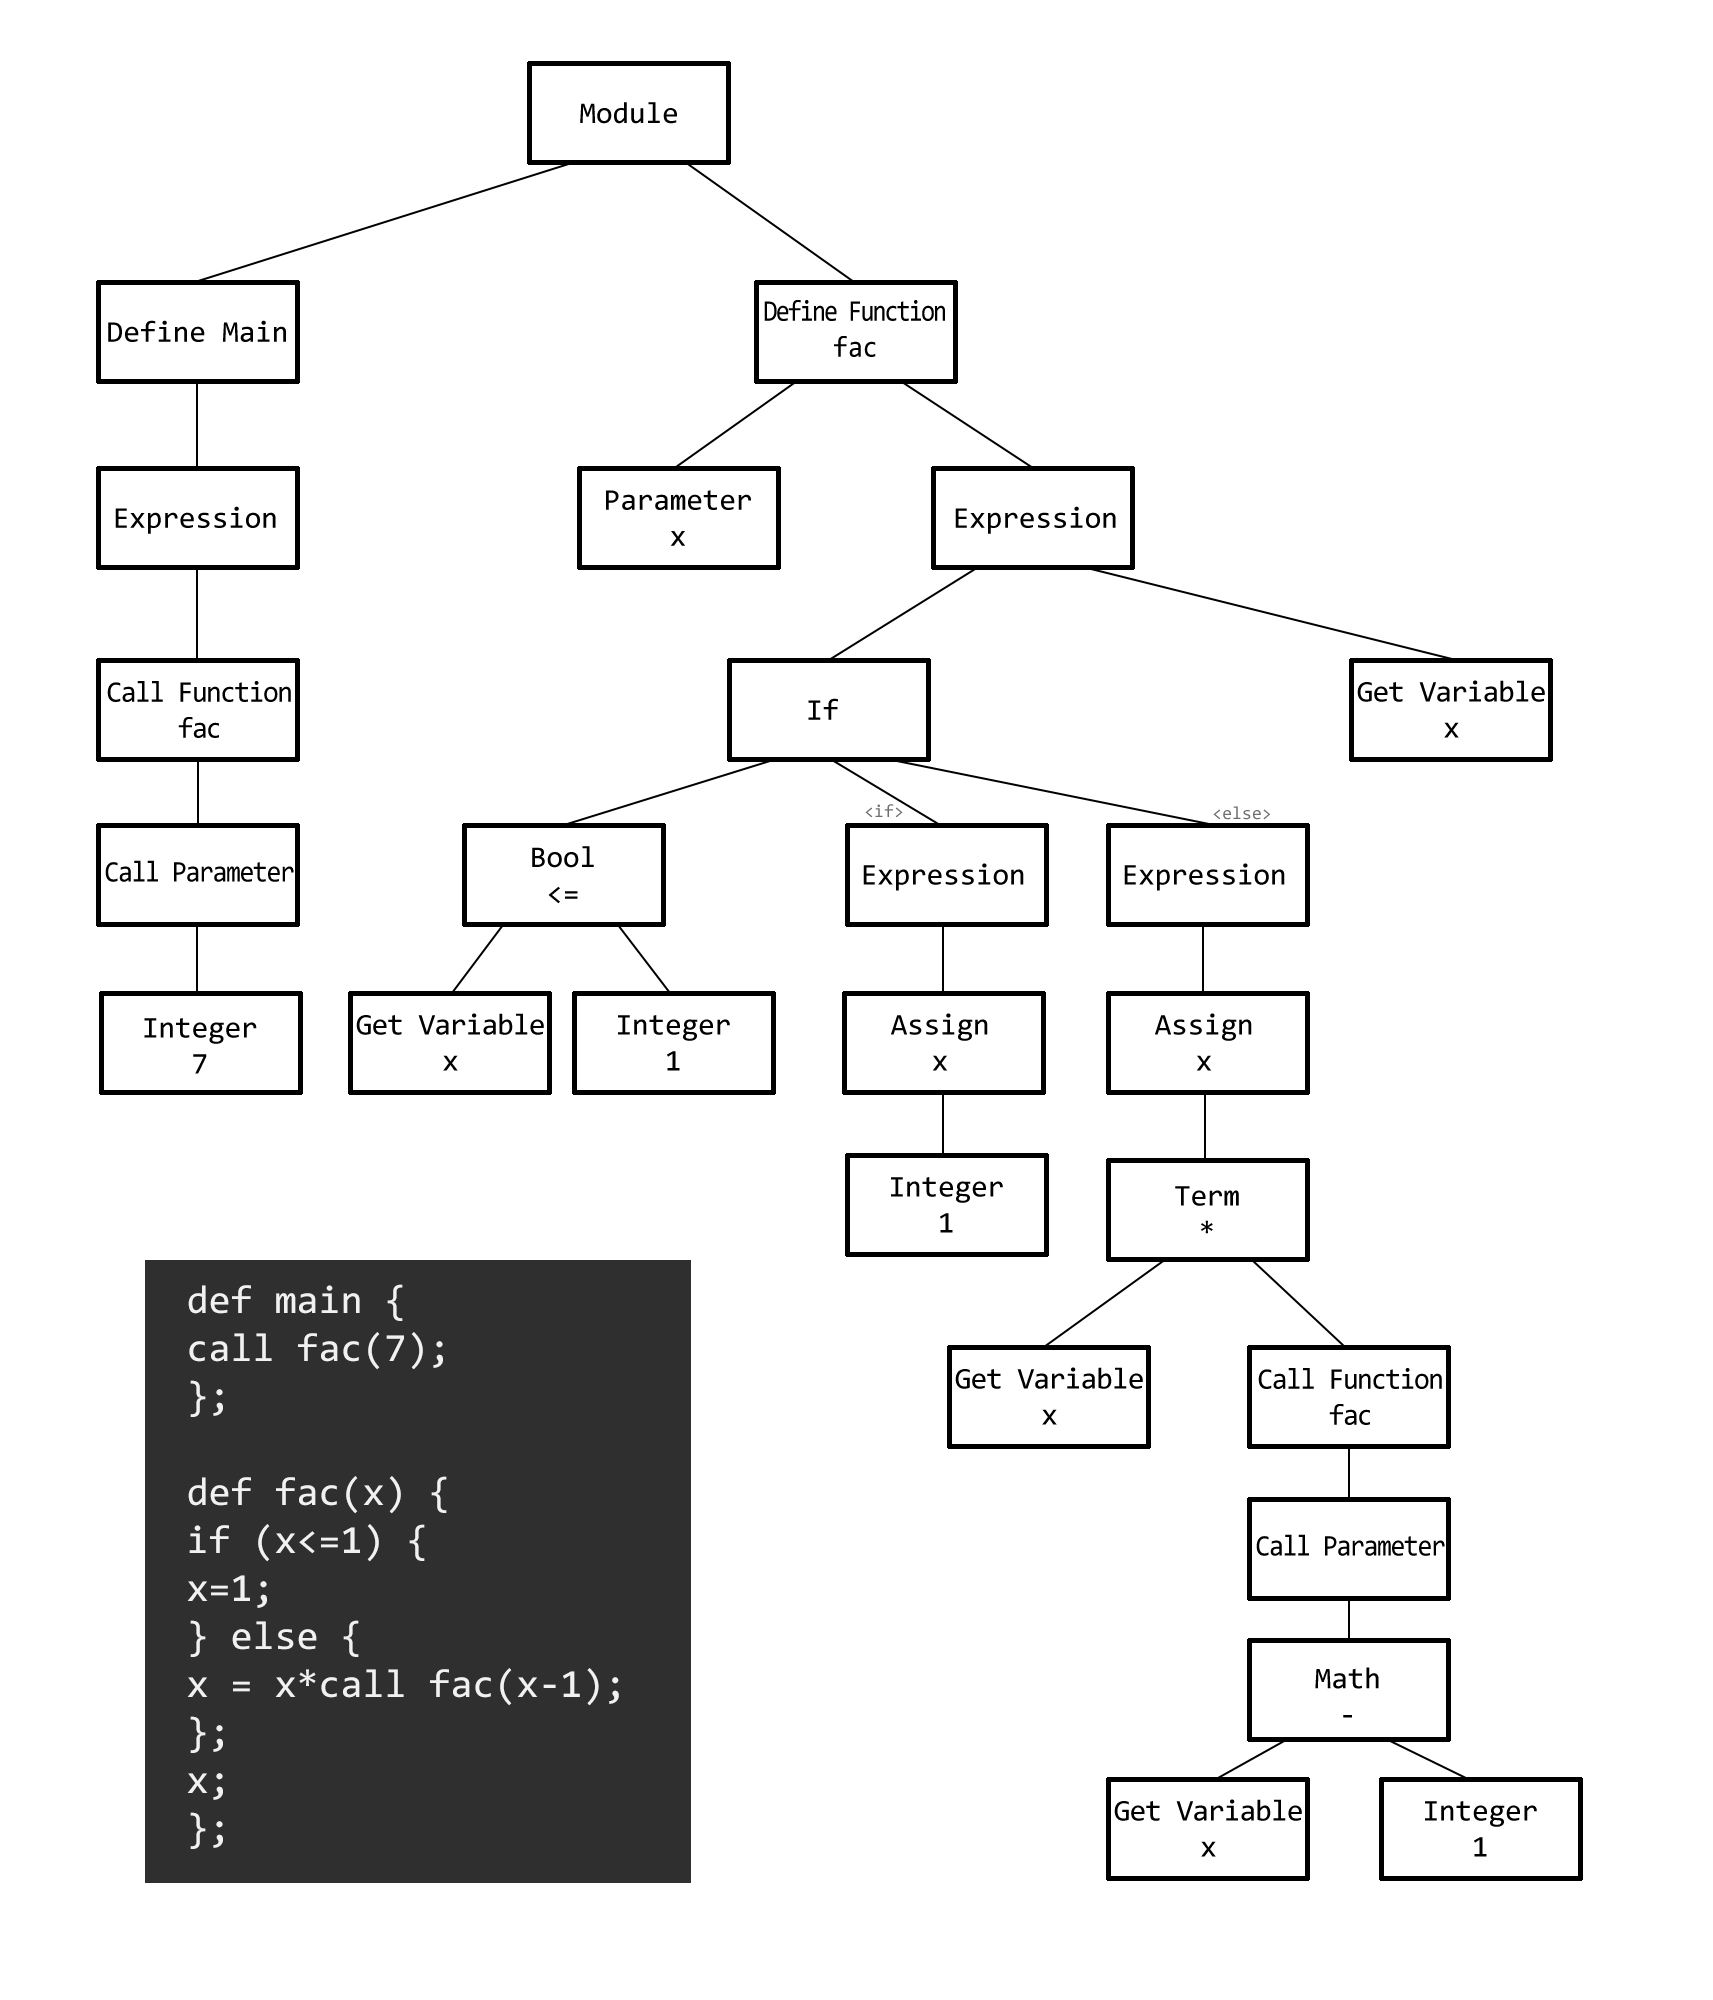 Module
Define Main
Define Function
fac
Expression
Parameter
x
Expression
Call Function
fac
If
Get Variable
x
<if>
<else>
Call Parameter
Bool
<=
Expression
Expression
Integer
7
Get Variable
x
Integer
1
Assign
x
Assign
x
Integer
1
Term
*
Get Variable
x
Call Function
fac
Call Parameter
Math
-
Get Variable
x
Integer
1
def main {
call fac(7);
};
def fac(x) {
if (x<=1) {
x=1;
} else {
x = x*call fac(x-1);
};
x;
};